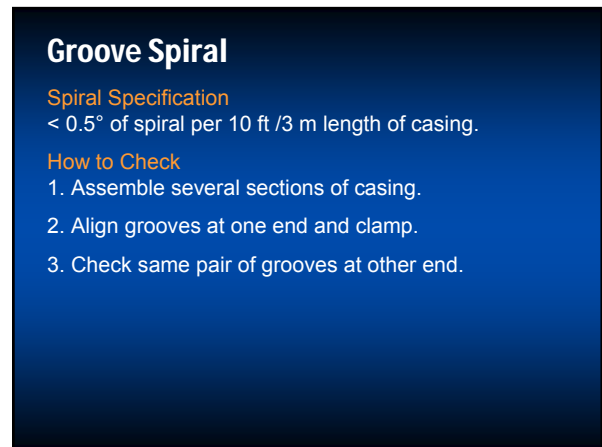 Groove Spiral
Spiral Specification
< 0.5° of spiral per 10 ft /3 m length of casing.
How to Check
1. Assemble several sections of casing.
2. Align grooves at one end and clamp.
3. Check same pair of grooves at other end.